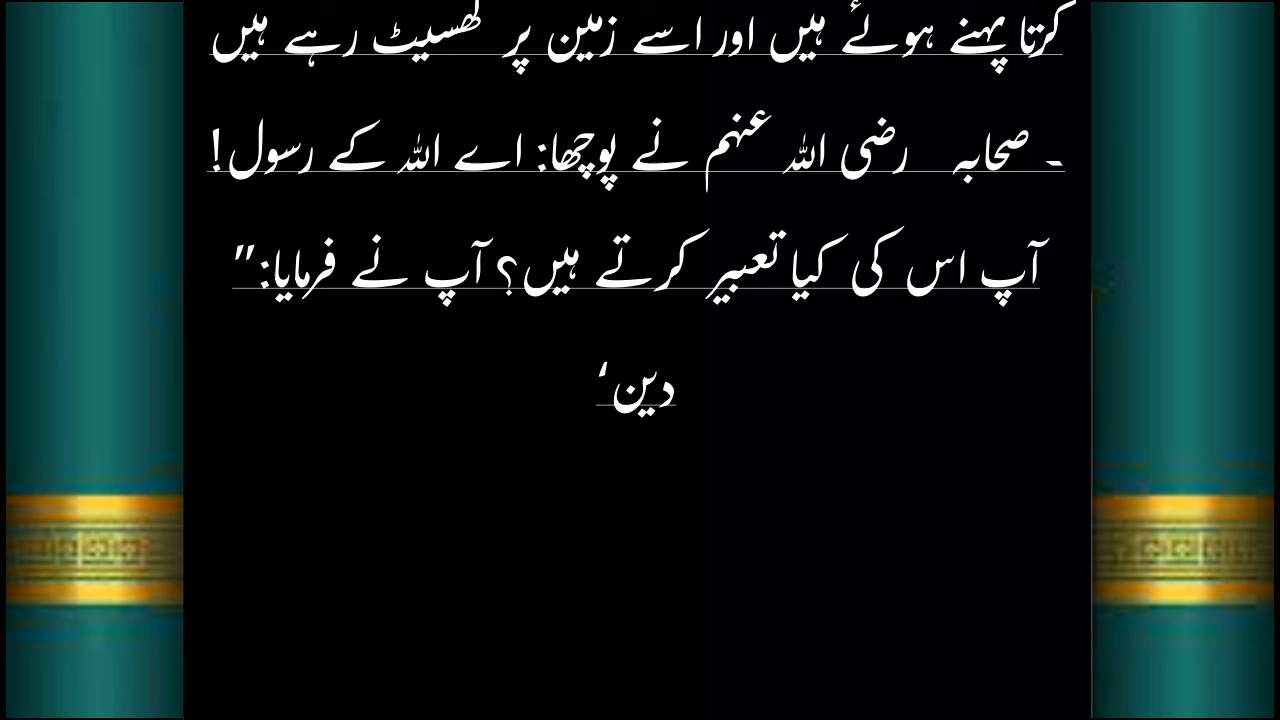 کرتا پہنے ہوئے ہیں اور اسے زمین پر گھسیٹ رہے ہیں
۔ صحابہ رضی اللہ عنہم نے پوچھا: اے اللہ کے رسول!
آپ اس کی کیا تعبیر کرتے ہیں؟ آپ نے فرمایا:”
دین‘